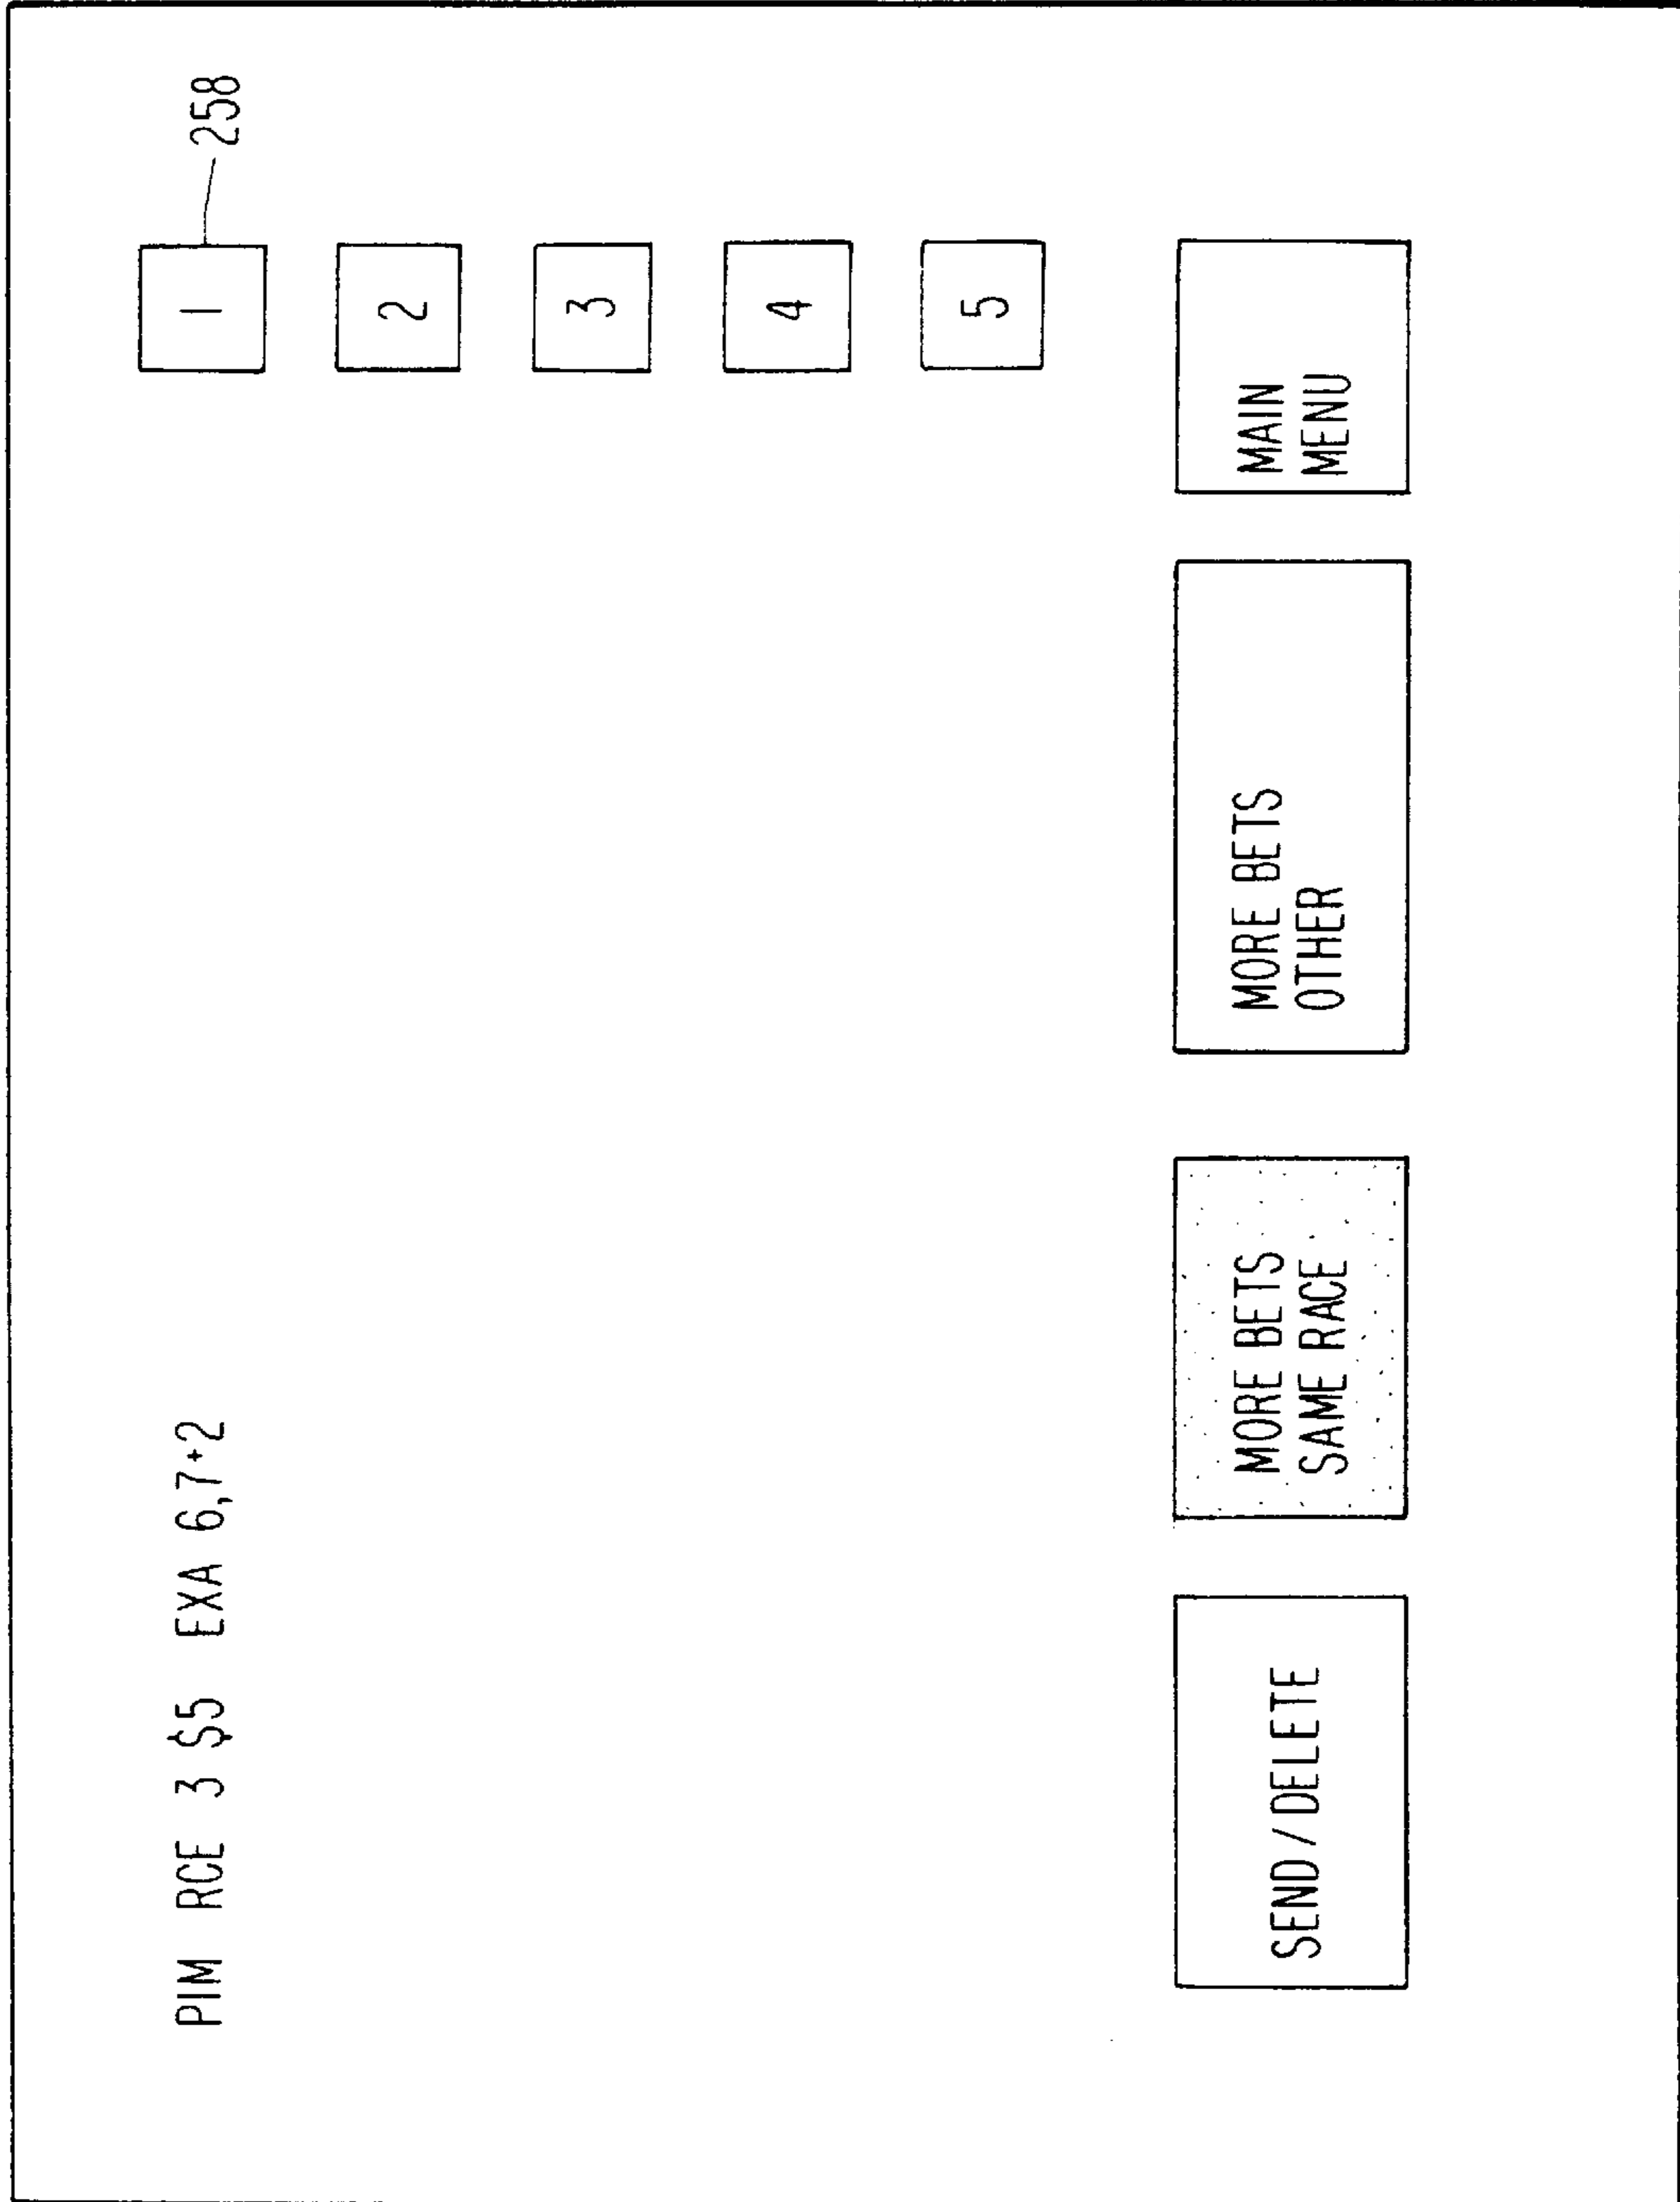 PIM RCE 3 $5 EXA 6,7+2
1
258
2
3
4
5
SEND/DELETE
MORE BETS
SAME RACE
MORE BETS
OTHER
MAIN
MENU